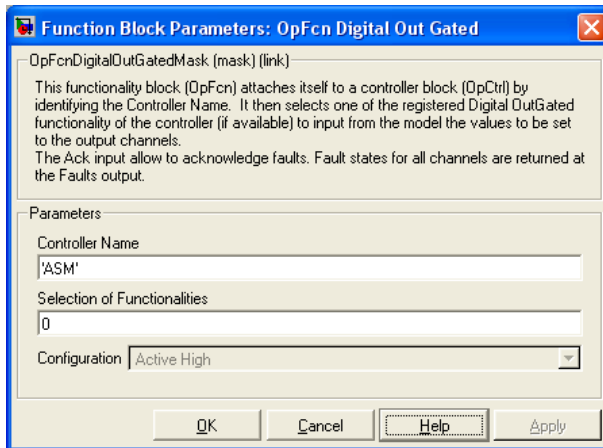 Function Block Parameters: OpFcn Digital Out Gated
OpFcnDigitalOutGatedMask (mask) (link)
This functionality block (OpFcn) attaches itself to a controller block (OpCtrl) by
identifying the Controller Name. It then selects one of the registered Digital OutGated
functionality of the controller (if available) to input from the model the values to be set
to the output channels.
The Ack input allow to acknowledge faults. Fault states for all channels are returned at
the Faults output.
Parameters
Controller Name
'ASM'
Selection of Functionalities
0
Configuration Active High
OK Cancel Help Apply